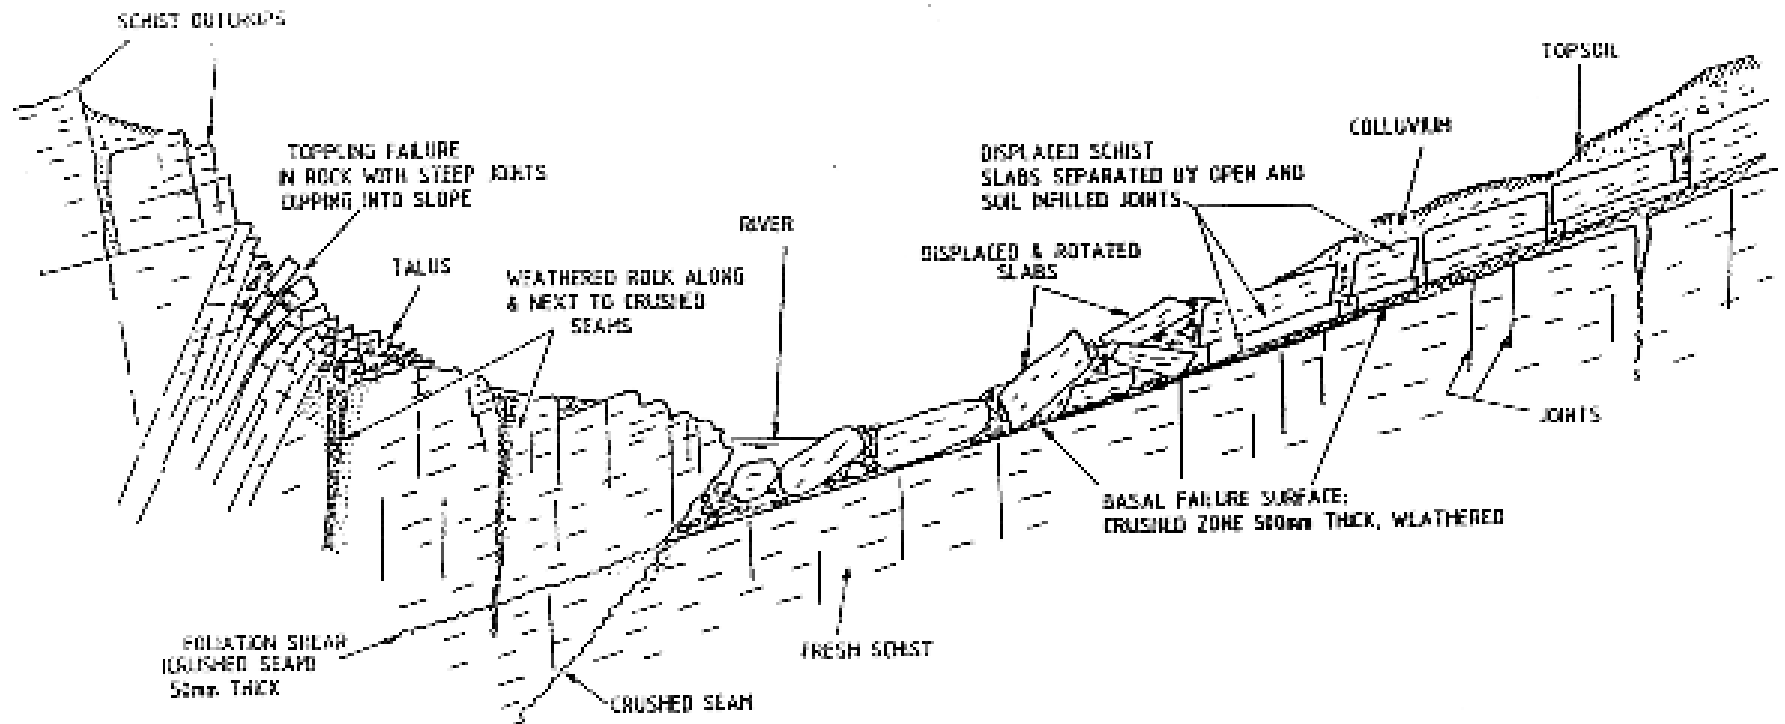 SCHIST OUTCROPS
TOPSOIL
COLLUVIUM
TOPPLING FAILURE
IN ROCK WITH STEEP JOINTS
DIPPING INTO SLOPE
DISPLACED SCHIST
SLABS SEPARATED BY OPEN AND
SOIL INFILLED JOINTS
RIVER
TALUS
WEATHERED ROCK ALONG
& NEXT TO CRUSHED
SEAMS
DISPLACED & ROTATED
SLABS
JOINTS
BASAL FAILURE SURFACE:
CRUSHED ZONE 500mm THICK, WEATHERED
FOLIATION SHEAR
(CRUSHED SEAM)
50mm THICK
FRESH SCHIST
CRUSHED SEAM